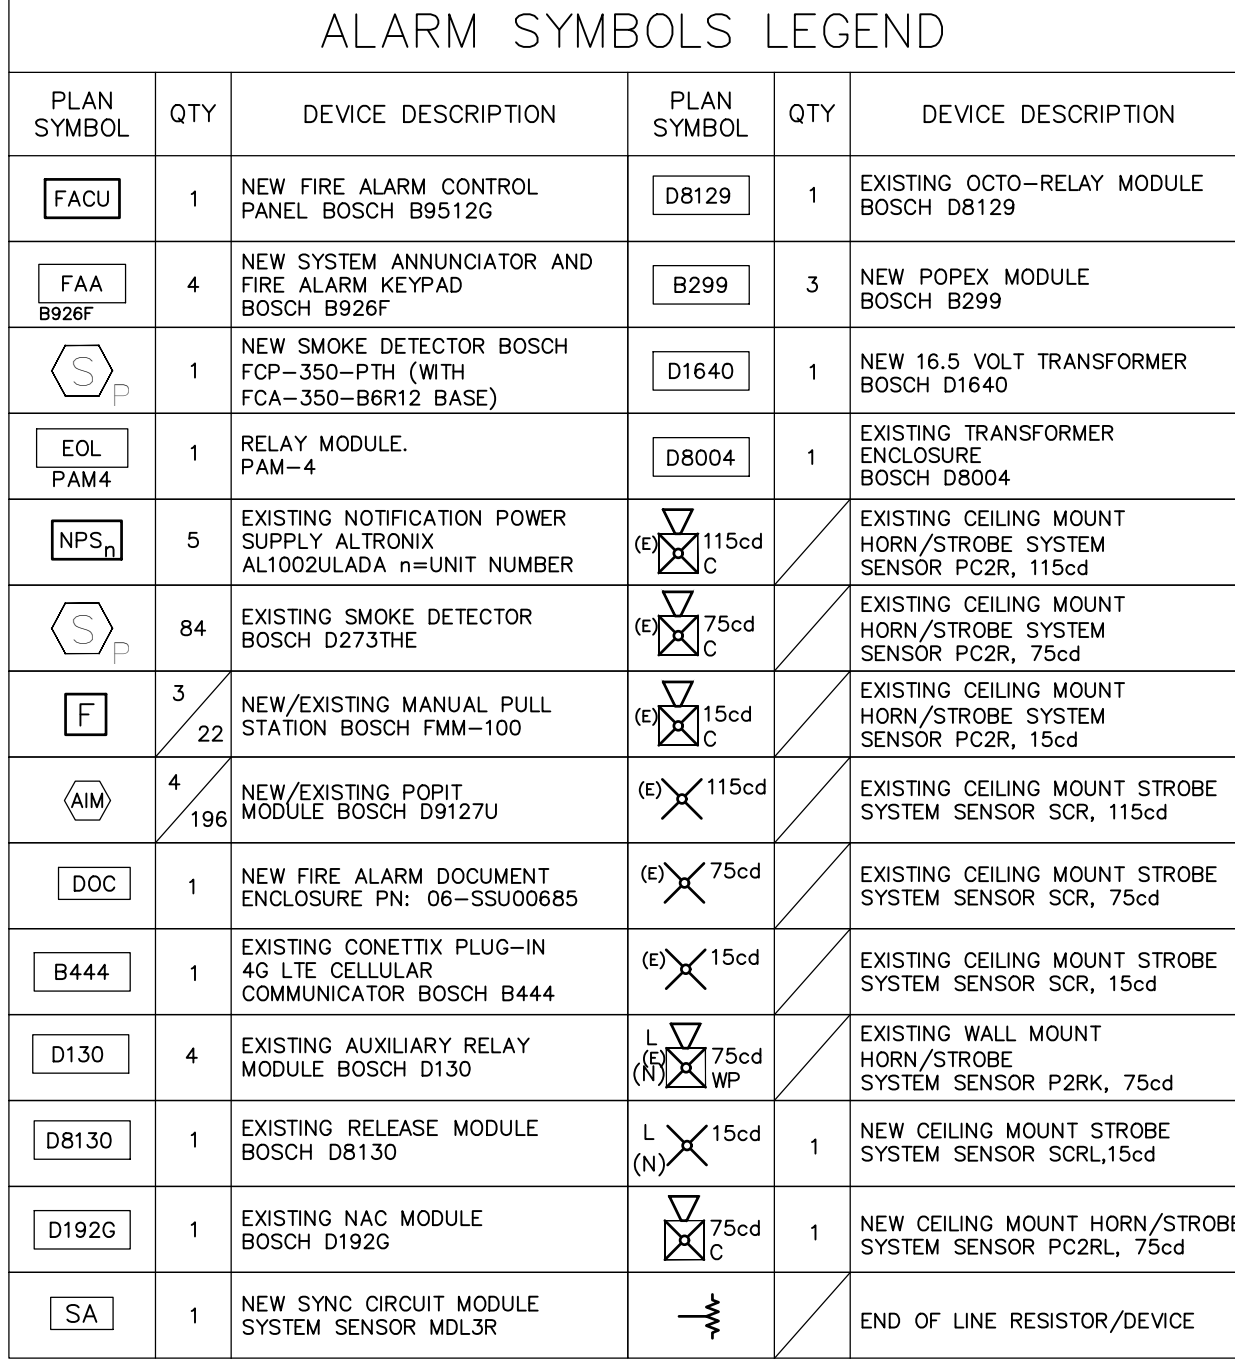 ALARM SYMBOLS LEGEND
PLAN
SYMBOL
QTY
DEVICE DESCRIPTION
PLAN
SYMBOL
QTY
DEVICE DESCRIPTION
FACU
1
NEW FIRE ALARM CONTROL
PANEL BOSCH B9512G
D8129
1
EXISTING OCTO-RELAY MODULE
BOSCH D8129
FAA
B926F
4
NEW SYSTEM ANNUNCIATOR AND
FIRE ALARM KEYPAD
BOSCH B926F
B299
3
NEW POPEX MODULE
BOSCH B299
S
P
1
NEW SMOKE DETECTOR BOSCH
FCP-350-PTH (WITH
FCA-350-B6R12 BASE)
D1640
1
NEW 16.5 VOLT TRANSFORMER
BOSCH D1640
EOL
PAM4
1
RELAY MODULE.
PAM-4
D8004
1
EXISTING TRANSFORMER
ENCLOSURE
BOSCH D8004
NPSn
5
EXISTING NOTIFICATION POWER
SUPPLY ALTRONIX
AL1002ULADA n=UNIT NUMBER
(E)
115cd
C
EXISTING CEILING MOUNT
HORN/STROBE SYSTEM
SENSOR PC2R, 115cd
S
P
84
EXISTING SMOKE DETECTOR
BOSCH D273THE
(E)
75cd
C
EXISTING CEILING MOUNT
HORN/STROBE SYSTEM
SENSOR PC2R, 75cd
F
3
22
NEW/EXISTING MANUAL PULL
STATION BOSCH FMM-100
(E)
15cd
C
EXISTING CEILING MOUNT
HORN/STROBE SYSTEM
SENSOR PC2R, 15cd
AIM
4
196
NEW/EXISTING POPIT
MODULE BOSCH D9127U
(E)
115cd
EXISTING CEILING MOUNT STROBE
SYSTEM SENSOR SCR, 115cd
DOC
1
NEW FIRE ALARM DOCUMENT
ENCLOSURE PN: 06-SSU00685
(E)
75cd
EXISTING CEILING MOUNT STROBE
SYSTEM SENSOR SCR, 75cd
B444
1
EXISTING CONETTIX PLUG-IN
4G LTE CELLULAR
COMMUNICATOR BOSCH B444
(E)
15cd
EXISTING CEILING MOUNT STROBE
SYSTEM SENSOR SCR, 15cd
D130
4
EXISTING AUXILIARY RELAY
MODULE BOSCH D130
L
(E)
(N)
75cd
WP
EXISTING WALL MOUNT
HORN/STROBE
SYSTEM SENSOR P2RK, 75cd
D8130
1
EXISTING RELEASE MODULE
BOSCH D8130
L
(N)
15cd
1
NEW CEILING MOUNT STROBE
SYSTEM SENSOR SCRL,15cd
D192G
1
EXISTING NAC MODULE
BOSCH D192G
75cd
C
1
NEW CEILING MOUNT HORN/STROBE
SYSTEM SENSOR PC2RL, 75cd
SA
1
NEW SYNC CIRCUIT MODULE
SYSTEM SENSOR MDL3R
END OF LINE RESISTOR/DEVICE